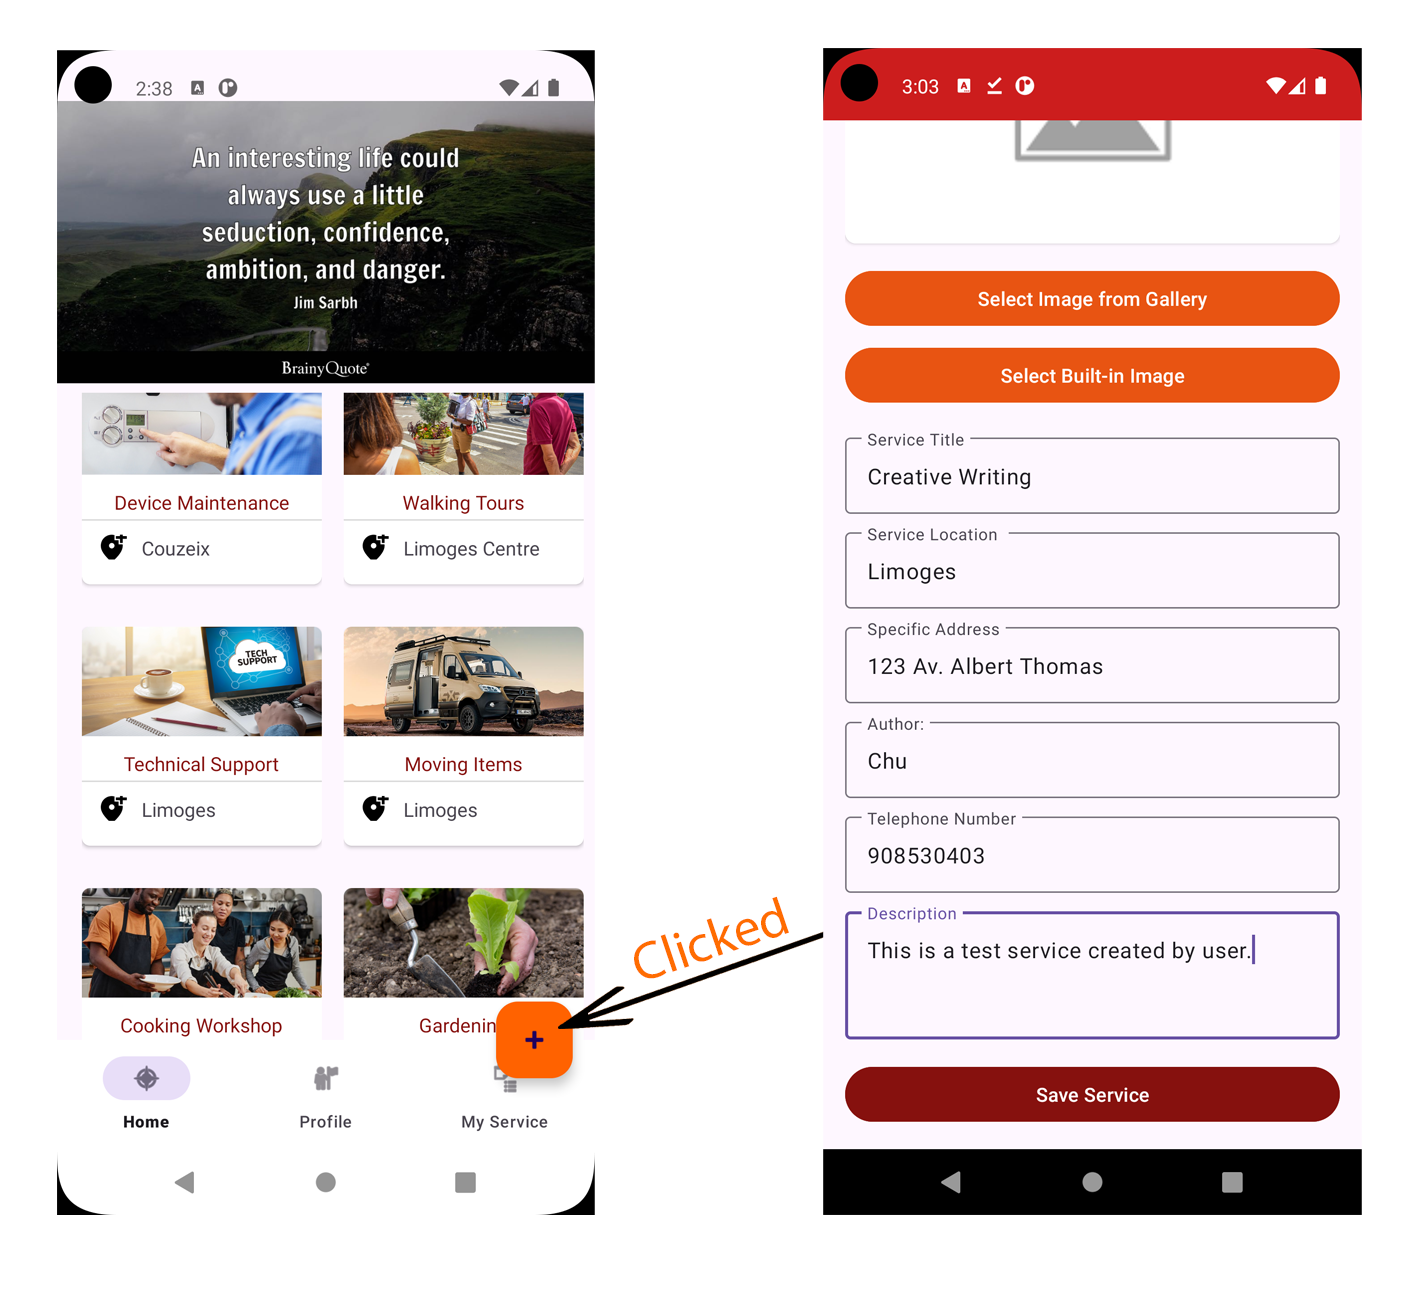 2:38
An interesting life could
always use a little
seduction, confidence,
ambition, and danger.
Jim Sarbh
BrainyQuote®
Device Maintenance
Walking Tours
Couzeix
Limoges Centre
TECH
SUPPORT
Technical Support
Moving Items
Limoges
Limoges
Cooking Workshop
Gardenin
+
Home
Profile
My Service
Clicked
3:03
Select Image from Gallery
Select Built-in Image
Service Title
Creative Writing
Service Location
Limoges
Specific Address
123 Av. Albert Thomas
Author:
Chu
Telephone Number
908530403
Description
This is a test service created by user.
Save Service